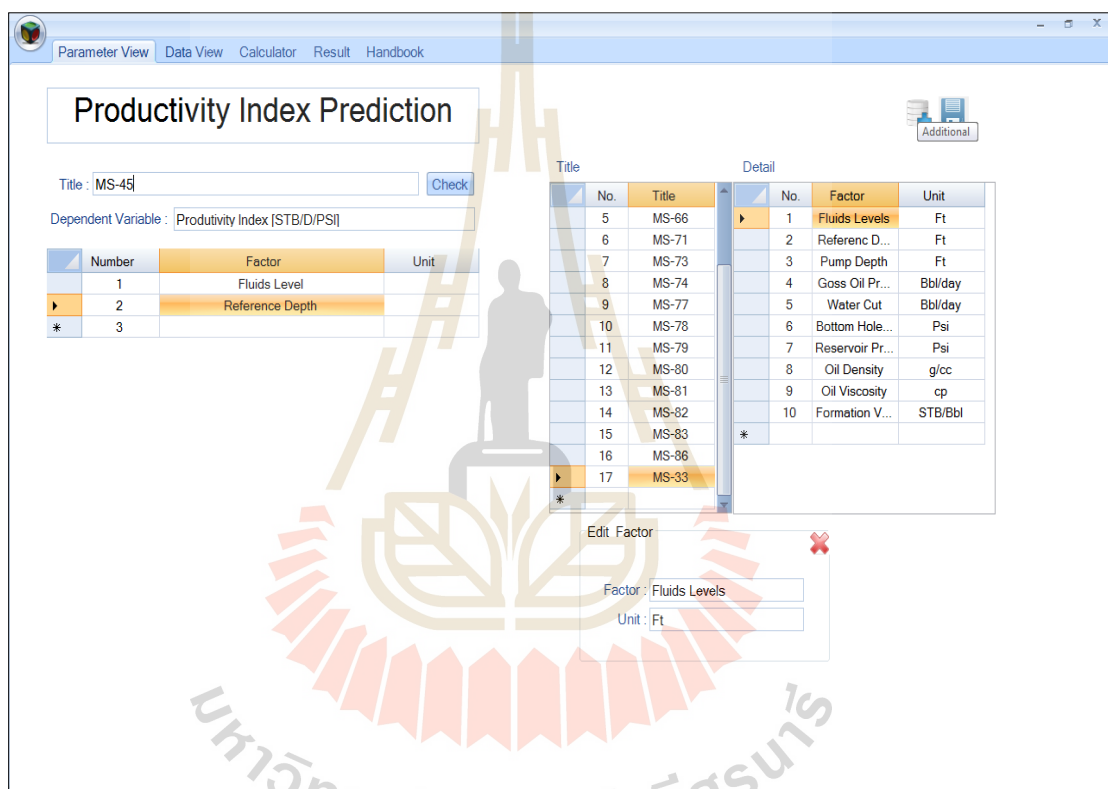 Parameter View Data View Calculator Result Handbook
Productivity Index Prediction
Additional
Title : MS-45 Check
Dependent Variable : Produtivity Index [STB/D/PSI]
Number Factor Unit
1 Fluids Level
2 Reference Depth
3
Title
No. Title
5 MS-66
6 MS-71
7 MS-73
8 MS-74
9 MS-77
10 MS-78
11 MS-79
12 MS-80
13 MS-81
14 MS-82
15 MS-83
16 MS-86
17 MS-33
Detail
No. Factor Unit
1 Fluids Levels Ft
2 Referenc D... Ft
3 Pump Depth Ft
4 Goss Oil Pr... Bbl/day
5 Water Cut Bbl/day
6 Bottom Hole... Psi
7 Reservoir Pr... Psi
8 Oil Density g/cc
9 Oil Viscosity cp
10 Formation V... STB/Bbl
Edit Factor
Factor : Fluids Levels
Unit : Ft